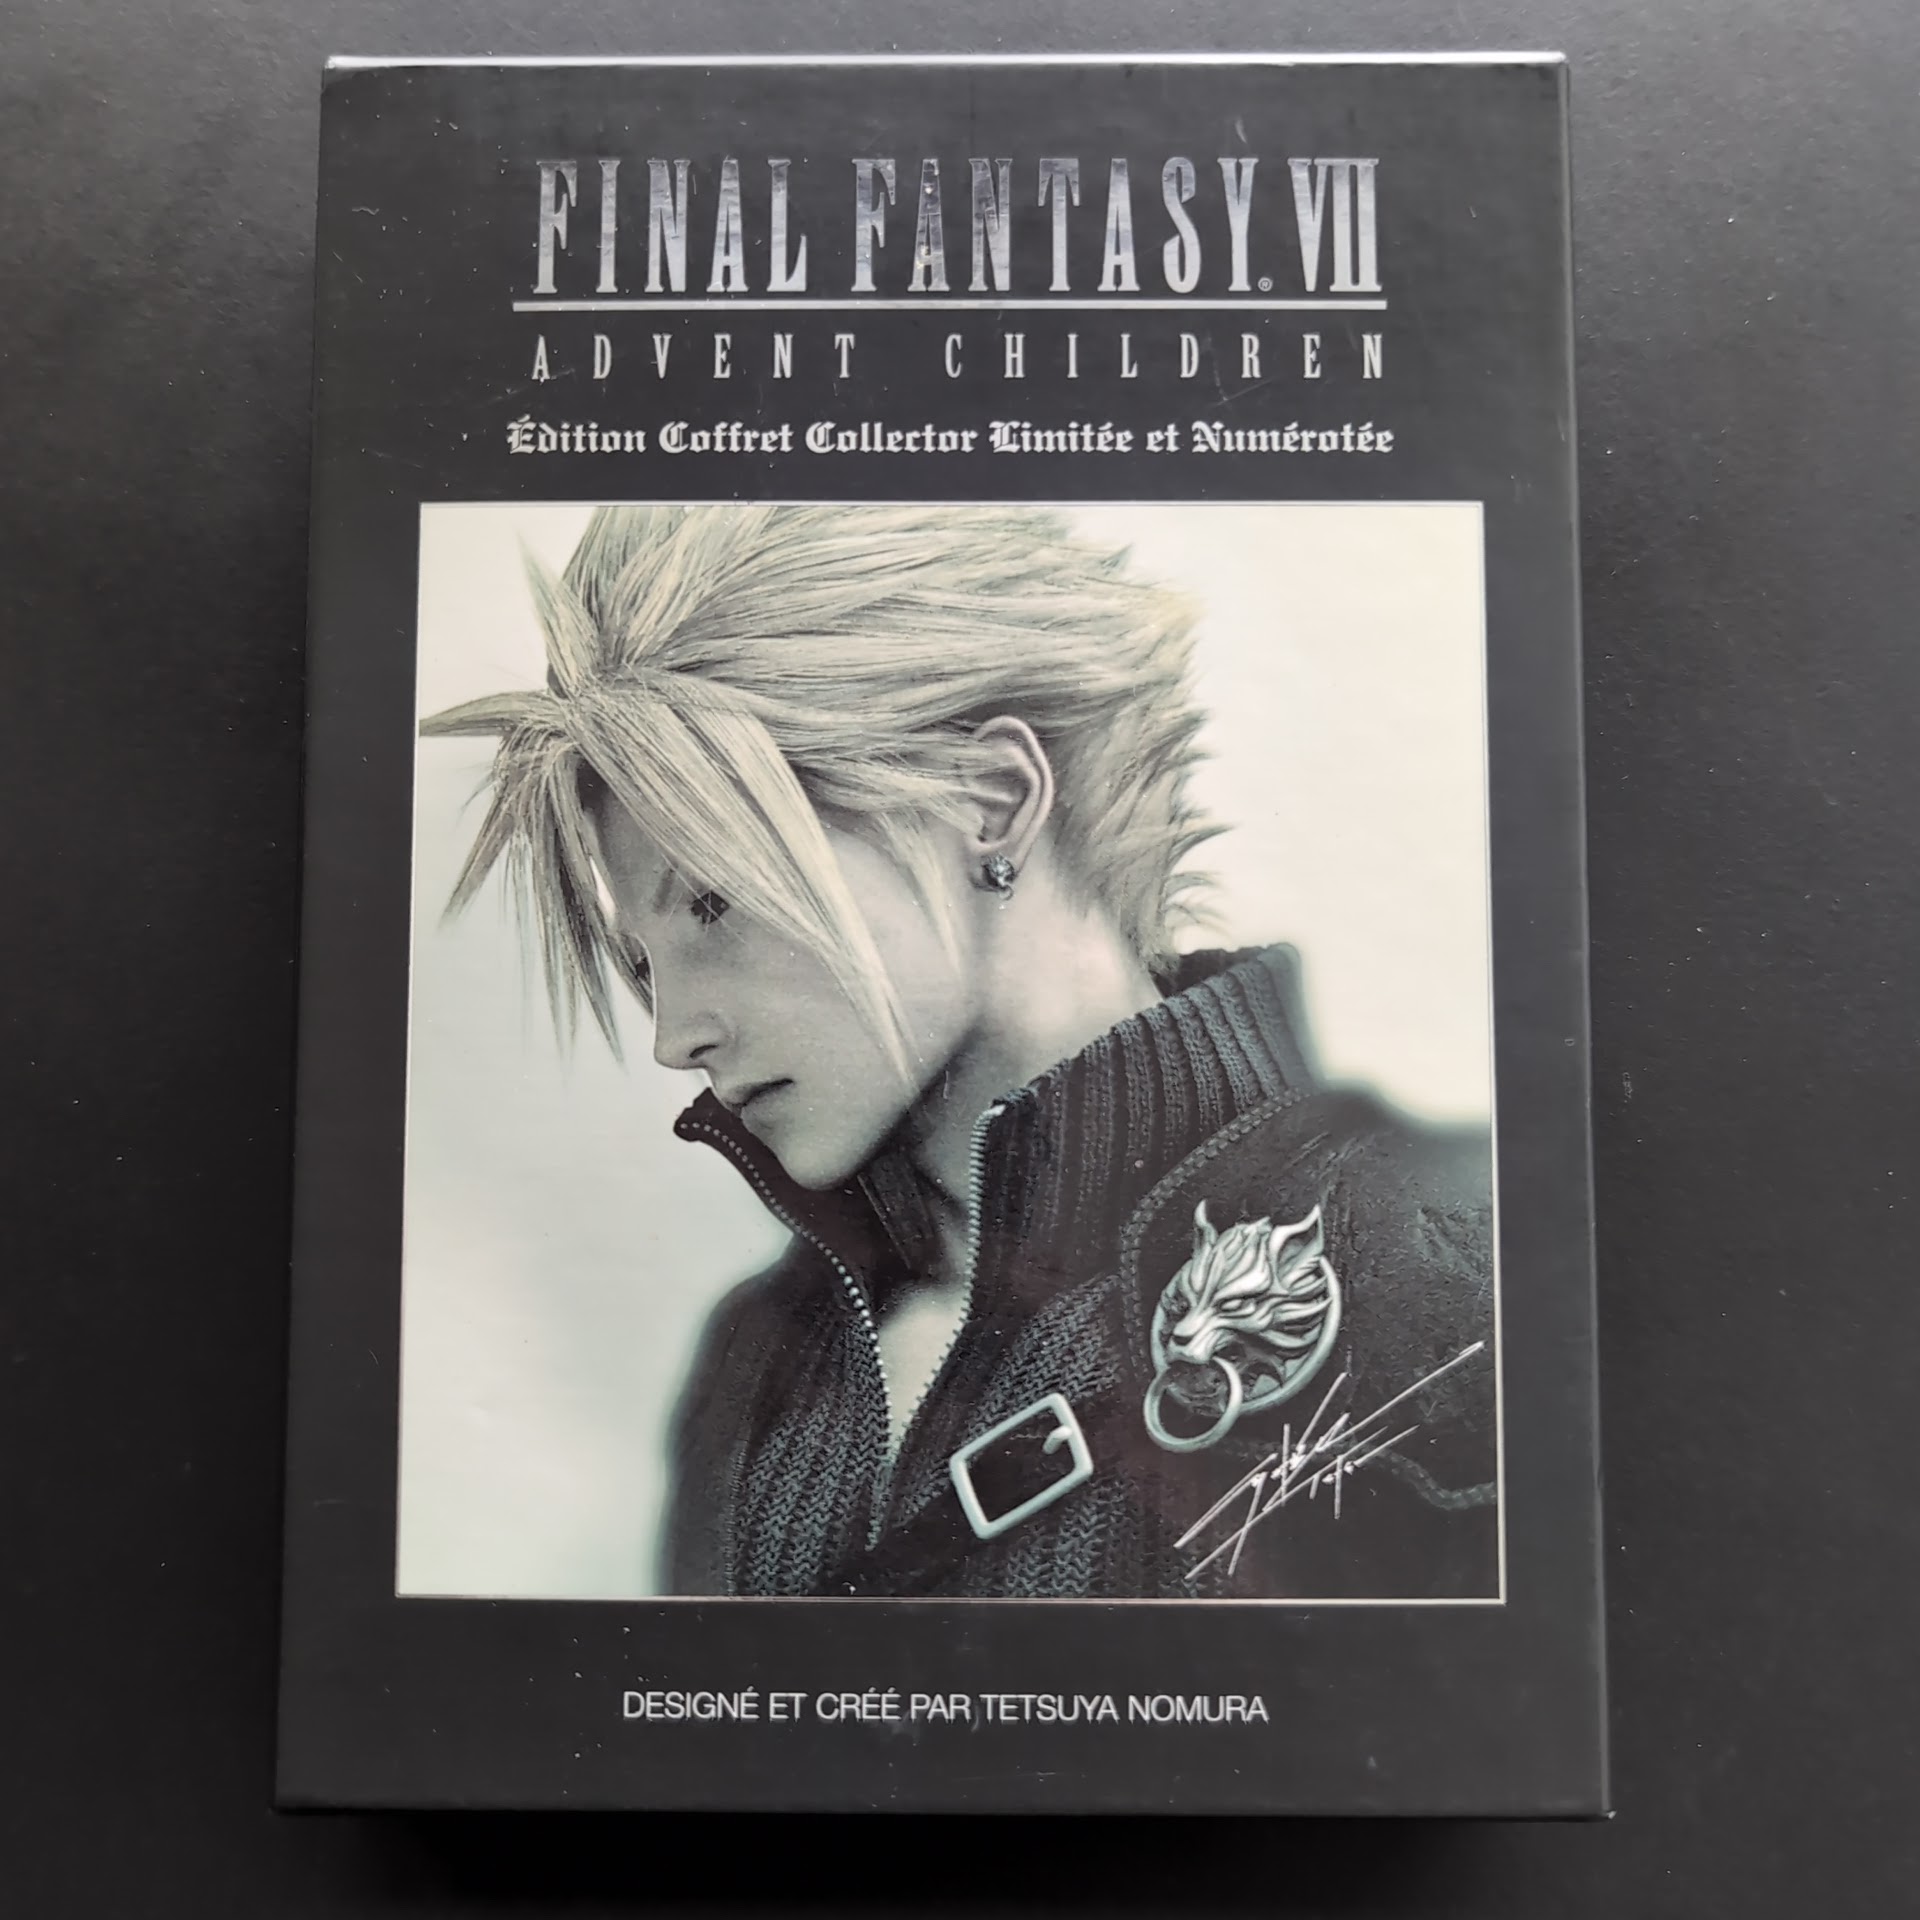 FINAL FANTASY® VII
ADVENT CHILDREN
Édition Coffret Collector Limitée et Numérotée
DESIGNÉ ET CRÉÉ PAR TETSUYA NOMURA